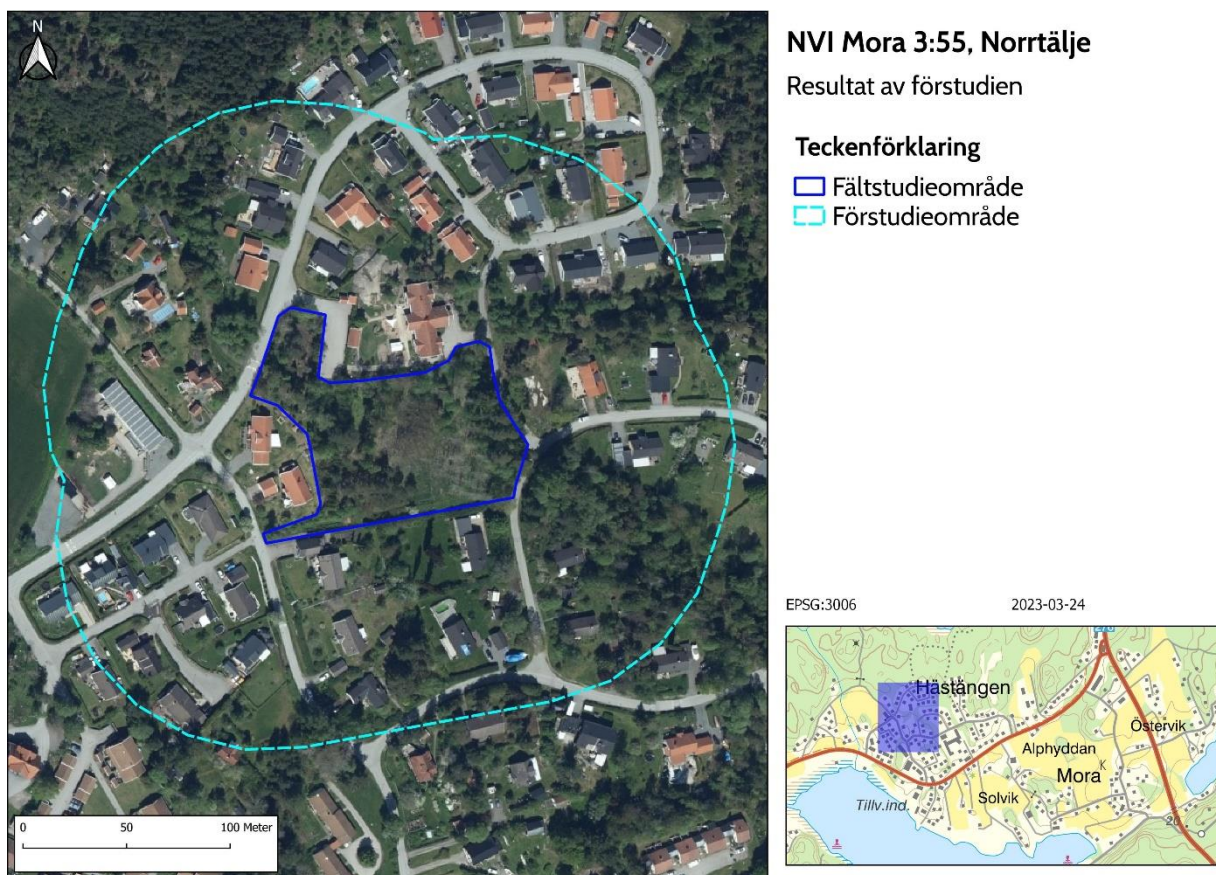 N
NVI Mora 3:55, Norrtälje
Resultat av förstudien
Teckenförklaring
Fältstudieområde
Förstudieområde
0 50 100 Meter
EPSG:3006 2023-03-24
Hästängen
Östervik
Alphyddan
Mora K
Tillv.ind.
Solvik